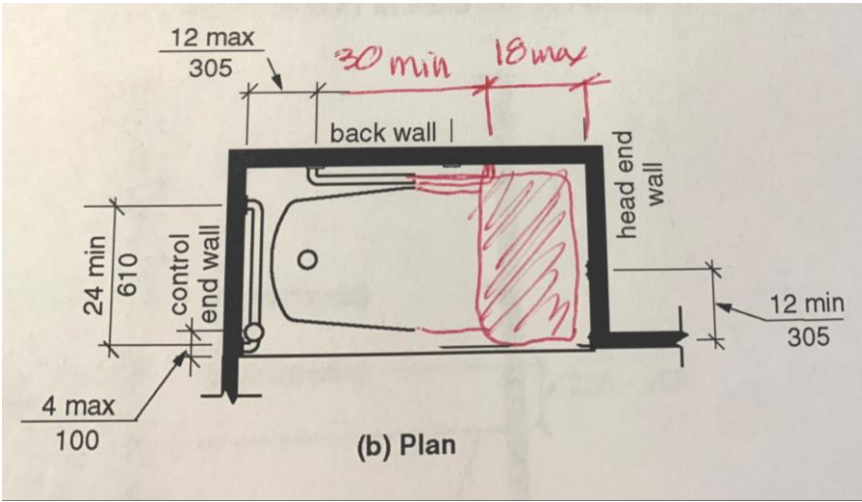 12 max
305
30 min
18 max
back wall
head end
wall
24 min
610
control
end wall
12 min
305
4 max
100
(b) Plan